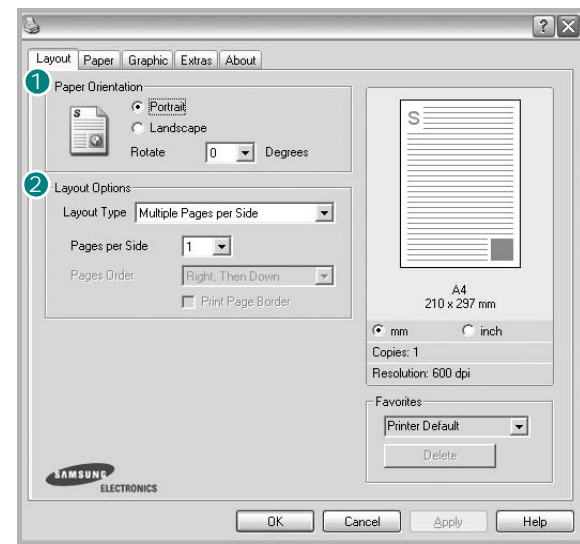 Layout Paper Graphic Extras About
1
Paper Orientation
S
Portrait
Landscape
Rotate 0 Degrees
2
Layout Options
Layout Type Multiple Pages per Side
Pages per Side 1
Pages Order Right, Then Down
Print Page Border
S
A4
210 x 297 mm
mm inch
Copies: 1
Resolution: 600 dpi
Favorites
Printer Default
Delete
SAMSUNG
ELECTRONICS
OK Cancel Apply Help